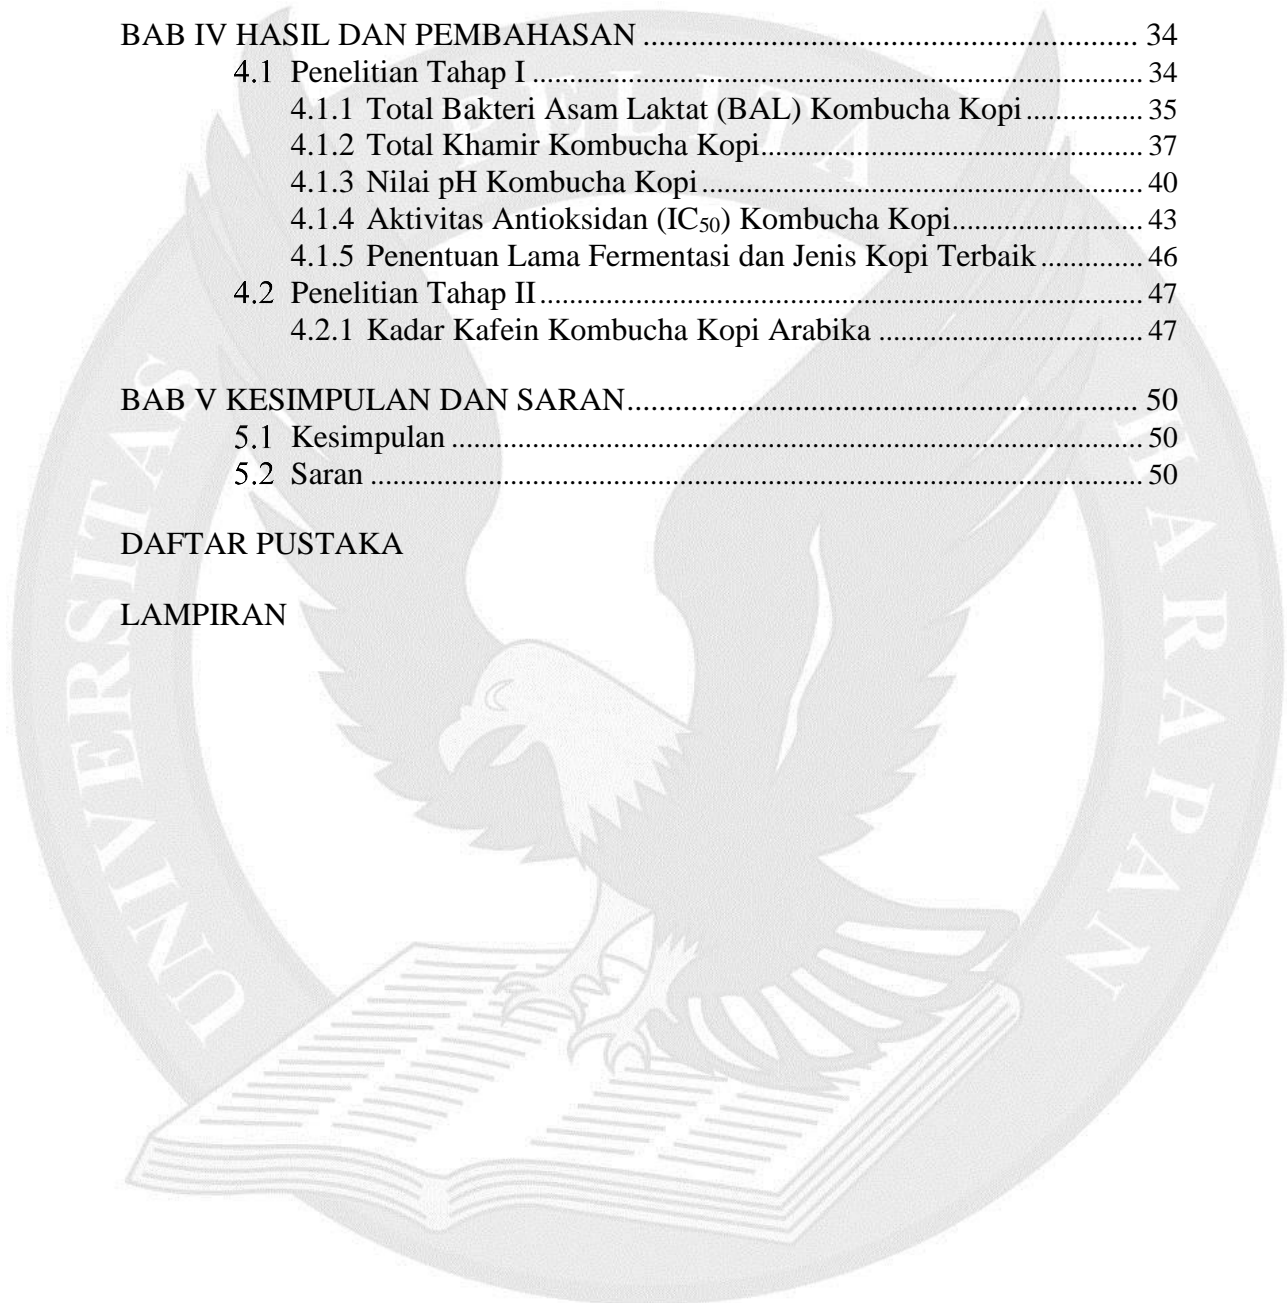 BAB IV HASIL DAN PEMBAHASAN ........................................................ 34
4.1 Penelitian Tahap I ........................................................ 34
4.1.1 Total Bakteri Asam Laktat (BAL) Kombucha Kopi ................ 35
4.1.2 Total Khamir Kombucha Kopi ................ 37
4.1.3 Nilai pH Kombucha Kopi ................ 40
4.1.4 Aktivitas Antioksidan (IC₅₀) Kombucha Kopi ................ 43
4.1.5 Penentuan Lama Fermentasi dan Jenis Kopi Terbaik .............. 46
4.2 Penelitian Tahap II ........................................................ 47
4.2.1 Kadar Kafein Kombucha Kopi Arabika ................ 47
BAB V KESIMPULAN DAN SARAN ........................................................ 50
5.1 Kesimpulan ........................................................ 50
5.2 Saran ........................................................ 50
DAFTAR PUSTAKA
LAMPIRAN
UNIVERSITAS PELITA HARAPAN